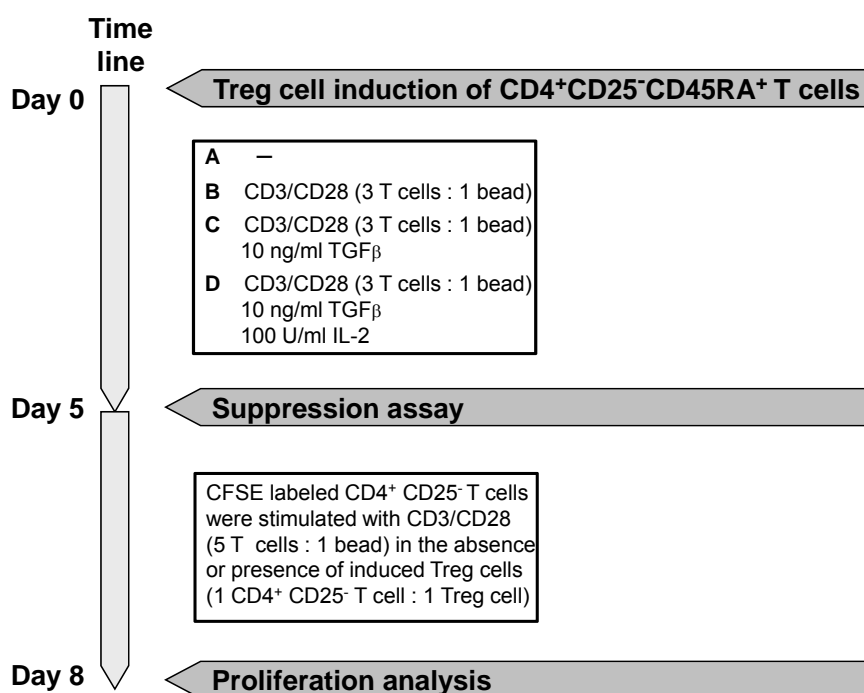 Time
line
Day 0
Treg cell induction of CD4⁺CD25⁻CD45RA⁺ T cells
A –
B CD3/CD28 (3 T cells : 1 bead)
C CD3/CD28 (3 T cells : 1 bead)
10 ng/ml TGFβ
D CD3/CD28 (3 T cells : 1 bead)
10 ng/ml TGFβ
100 U/ml IL-2
Day 5
Suppression assay
CFSE labeled CD4⁺ CD25⁻ T cells
were stimulated with CD3/CD28
(5 T cells : 1 bead) in the absence
or presence of induced Treg cells
(1 CD4⁺ CD25⁻ T cell : 1 Treg cell)
Day 8
Proliferation analysis